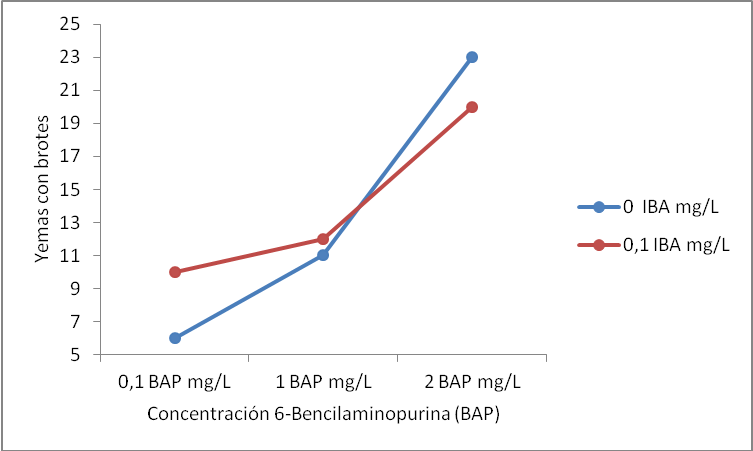 25
23
21
19
17
15
13
11
9
7
5
Yemas con brotes
0,1 BAP mg/L 1 BAP mg/L 2 BAP mg/L
Concentración 6-Bencilaminopurina (BAP)
0 IBA mg/L
0,1 IBA mg/L